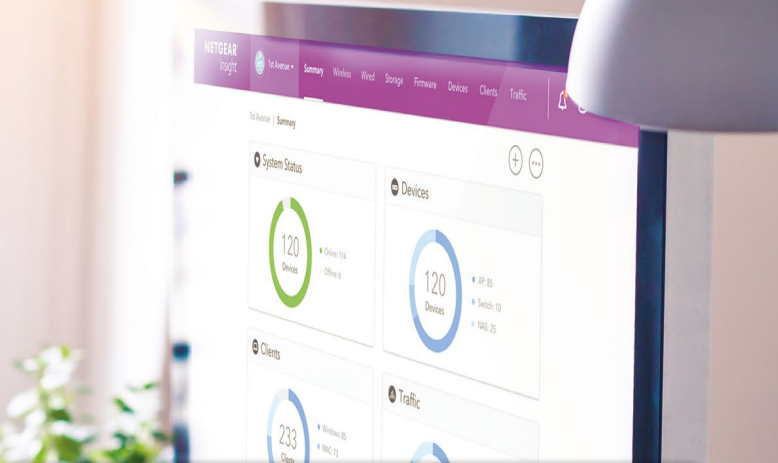 NETGEAR
Insight
1st Avenue
Summary
Wireless
Wired
Storage
Firmware
Devices
Clients
Traffic
1st Avenue | Summary
System Status
120
Devices
Online: 114
Offline: 6
Devices
120
Devices
AP: 85
Switch: 10
NAS: 25
Clients
233
Clients
Windows: 85
MAC: 73
Traffic